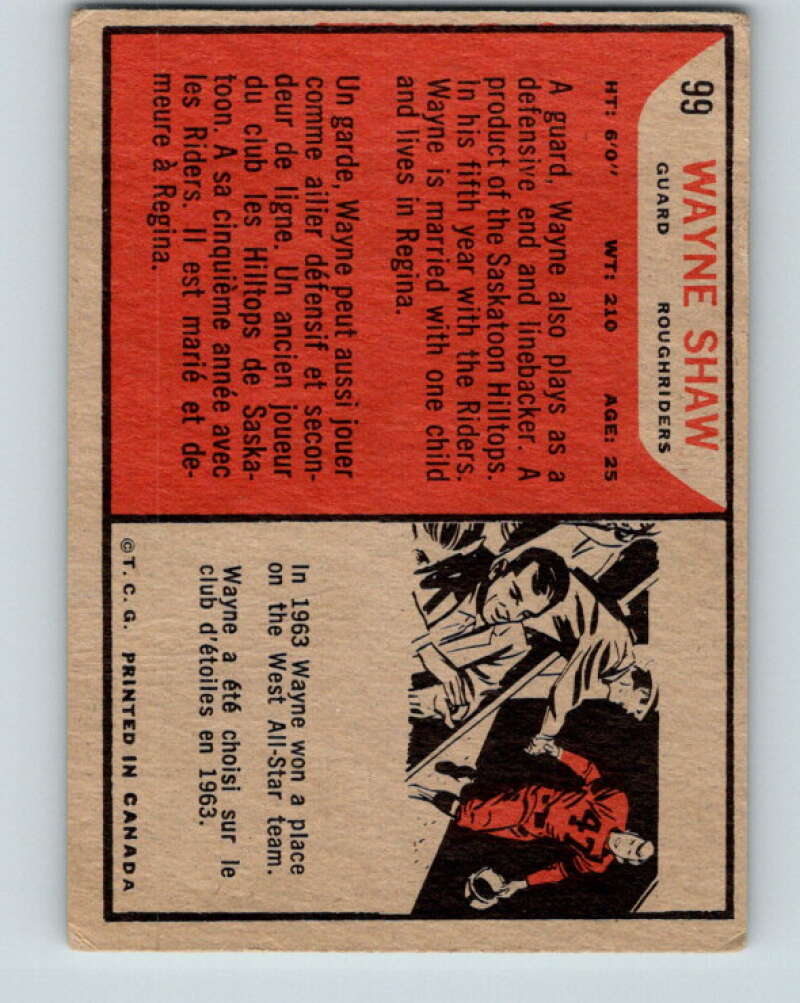 99
WAYNE SHAW
GUARD ROUGHRIDERS
HT: 6'0" WT: 210 AGE: 25
A guard, Wayne also plays as a
defensive end and linebacker. A
product of the Saskatoon Hilltops.
In his fifth year with the Riders.
Wayne is married with one child
and lives in Regina.
Un garde, Wayne peut aussi jouer
comme ailier défensif et secon-
deur de ligne. Un ancien joueur
du club les Hilltops de Saska-
toon. A sa cinquième année avec
les Riders. Il est marié et de-
meure à Regina.
47
In 1963 Wayne won a place
on the West All-Star team.
Wayne a été choisi sur le
club d'étoiles en 1963.
© T. C. G. PRINTED IN CANADA